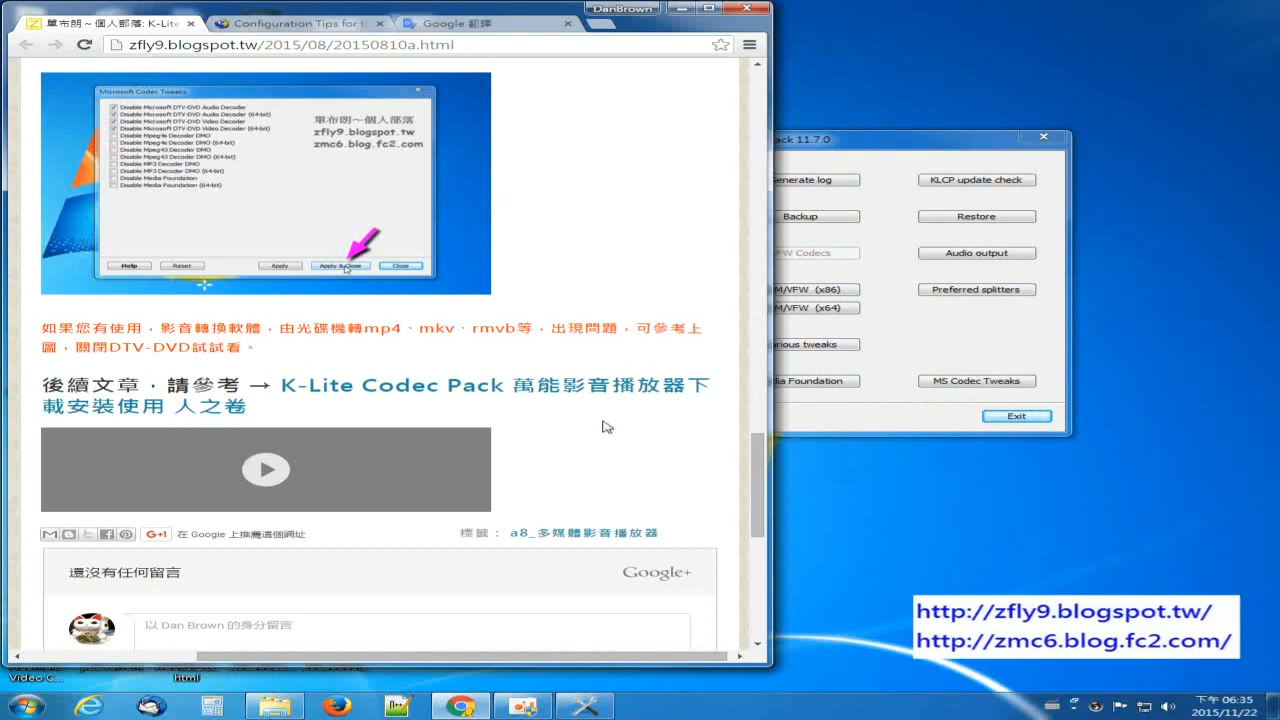 DanBrown
單布朗～個人部落: K-Lite
Configuration Tips for t
Google 翻譯
zfly9.blogspot.tw/2015/08/20150810a.html
Microsoft Codec Tweaks
Disable Microsoft DTV-DVD Audio Decoder
Disable Microsoft DTV-DVD Audio Decoder (64-bit)
Disable Microsoft DTV-DVD Video Decoder
Disable Microsoft DTV-DVD Video Decoder (64-bit)
Disable Mpeg4s Decoder DMO
Disable Mpeg4s Decoder DMO (64-bit)
Disable Mpeg43 Decoder DMO
Disable Mpeg43 Decoder DMO (64-bit)
Disable MP3 Decoder DMO
Disable MP3 Decoder DMO (64-bit)
Disable Media Foundation
Disable Media Foundation (64-bit)
單布朗～個人部落
zfly9.blogspot.tw
zmc6.blog.fc2.com
Help
Reset
Apply
Apply & Close
Close
如果您有使用，影音轉換軟體，由光碟機轉mp4、mkv、rmvb等，出現問題，可參考上
圖，關閉DTV-DVD試試看。
後續文章，請參考 → K-Lite Codec Pack 萬能影音播放器下
載安裝使用 人之卷
G+1
在 Google 上推薦這個網址
標籤： a8_多媒體影音播放器
還沒有任何留言
Google+
以 Dan Brown 的身分留言
ack 11.7.0
Generate log
KLCP update check
Backup
Restore
FW Codecs
Audio output
M/VFW (x86)
Preferred splitters
M/VFW (x64)
rious tweaks
dia Foundation
MS Codec Tweaks
Exit
http://zfly9.blogspot.tw/
http://zmc6.blog.fc2.com/
Video C...
html
下午 06:35
2015/11/22